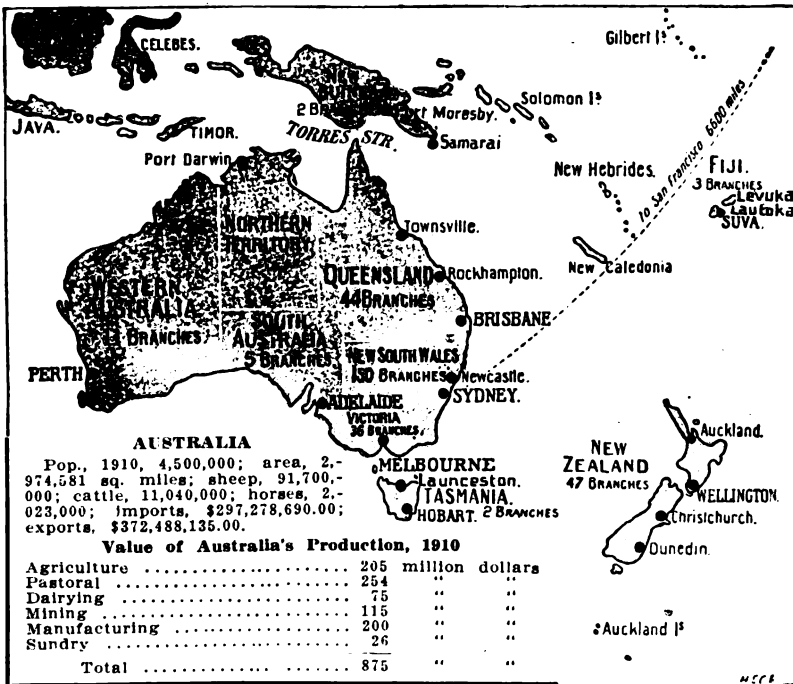 CELEBES.
Gilbert Is
NEW GUINEA
2 Branches Port Moresby.
Solomon Is
JAVA.
TIMOR.
TORRES STR.
Samarai
to San Francisco 6600 miles
Port Darwin
New Hebrides.
FIJI.
3 BRANCHES
Levuka
Lautoka
SUVA.
NORTHERN
TERRITORY
Townsville.
New Caledonia
WESTERN
AUSTRALIA
BRANCHES
QUEENSLAND
44 BRANCHES
Rockhampton.
SOUTH
AUSTRALIA
5 BRANCHES
BRISBANE
NEW SOUTH WALES
150 BRANCHES
Newcastle.
PERTH
ADELAIDE
SYDNEY.
VICTORIA
36 BRANCHES
MELBOURNE
Launceston.
TASMANIA.
HOBART. 2 BRANCHES
Auckland.
NEW
ZEALAND
47 BRANCHES
WELLINGTON.
Christchurch.
Dunedin.
Auckland Is
AUSTRALIA
Pop., 1910, 4,500,000; area, 2,-
974,581 sq. miles; sheep, 91,700,-
000; cattle, 11,040,000; horses, 2,-
023,000; imports, $297,278,690.00;
exports, $372,488,135.00.
Value of Australia's Production, 1910
Agriculture ........................ 205 million dollars
Pastoral ........................ 254 " "
Dairying ........................ 75 " "
Mining ........................ 115 " "
Manufacturing ........................ 200 " "
Sundry ........................ 26 " "
Total ........................ 875 " "